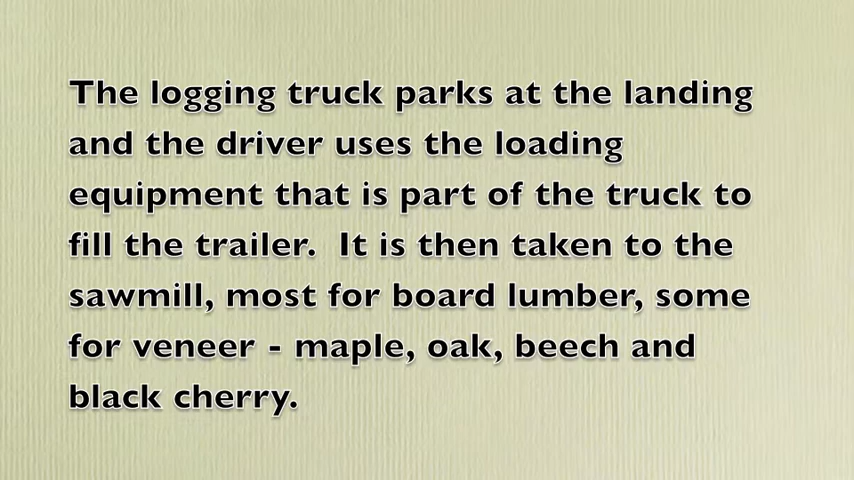 The logging truck parks at the landing
and the driver uses the loading
equipment that is part of the truck to
fill the trailer.  It is then taken to the
sawmill, most for board lumber, some
for veneer - maple, oak, beech and
black cherry.